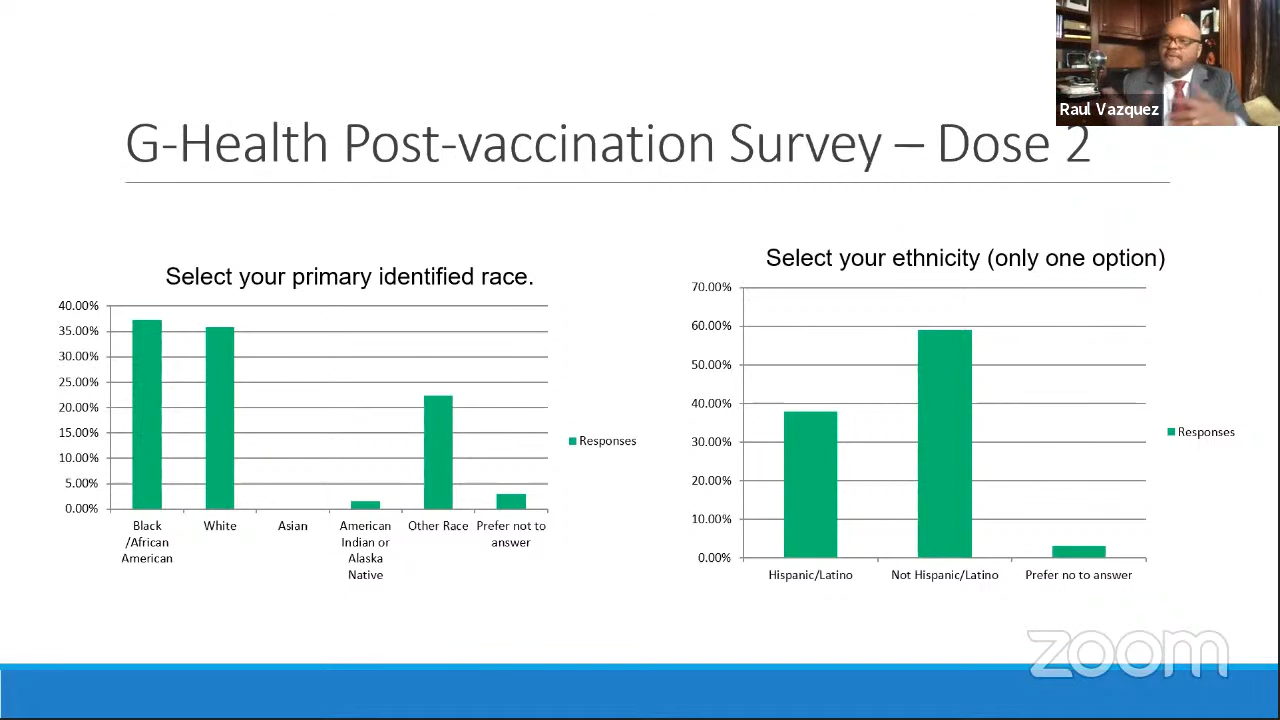 Raul Vazquez
G-Health Post-vaccination Survey – Dose 2
Select your primary identified race.
40.00%
35.00%
30.00%
25.00%
20.00%
15.00%
10.00%
5.00%
0.00%
Black
/African
American
White
Asian
American
Indian or
Alaska
Native
Other Race
Prefer not to
answer
Responses
Select your ethnicity (only one option)
70.00%
60.00%
50.00%
40.00%
30.00%
20.00%
10.00%
0.00%
Hispanic/Latino
Not Hispanic/Latino
Prefer no to answer
Responses
zoom